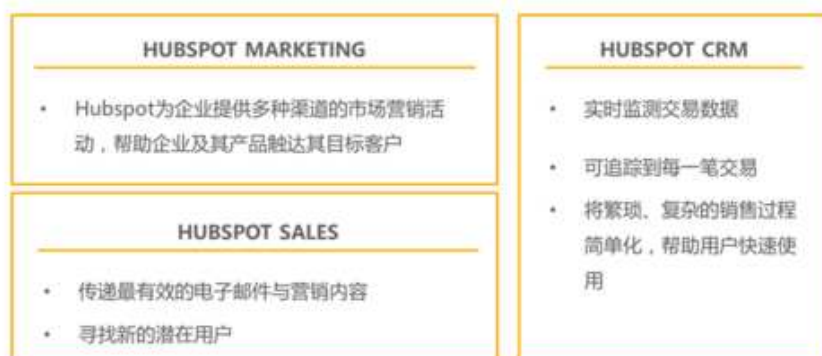 HUBSPOT MARKETING
• Hubspot为企业提供多种渠道的市场营销活
动，帮助企业及其产品触达其目标客户
HUBSPOT SALES
• 传递最有效的电子邮件与营销内容
• 寻找新的潜在用户
HUBSPOT CRM
• 实时监测交易数据
• 可追踪到每一笔交易
• 将繁琐、复杂的销售过程
简单化，帮助用户快速使
用